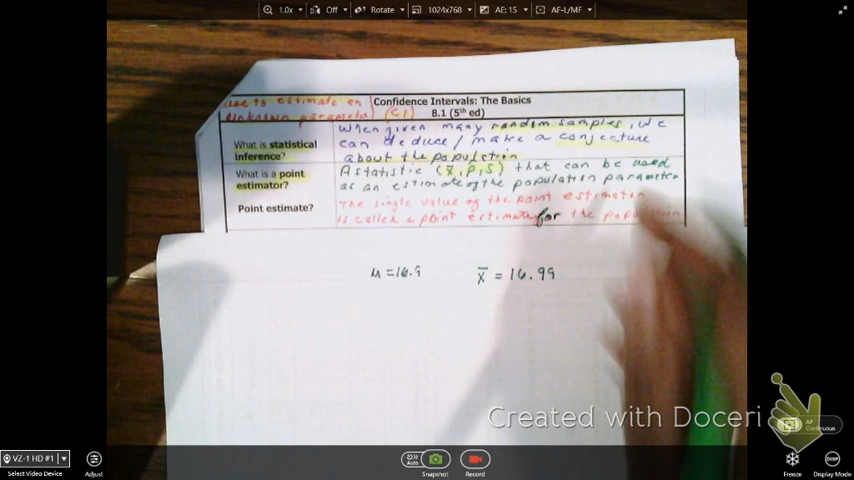 1.0x Off Rotate 1024x768 AE: 15 AF-L/MF
use to estimate an Confidence Intervals: The Basics
unknown parameter (C.I) 8.1 (5th ed)
What is statistical inference? When given many random samples, we
can deduce/make a conjecture
about the population
What is a point estimator? A statistic (x̄, p, s) that can be used
as an estimate of the population parameter
Point estimate? The single value of the point estimator
is called a point estimate for the population
μ = 16.9 x̄ = 16.99
Created with Doceri
AF Continuous
VZ-1 HD #1 Auto
Select Video Device Adjust Snapshot Record Freeze DISP Display Mode